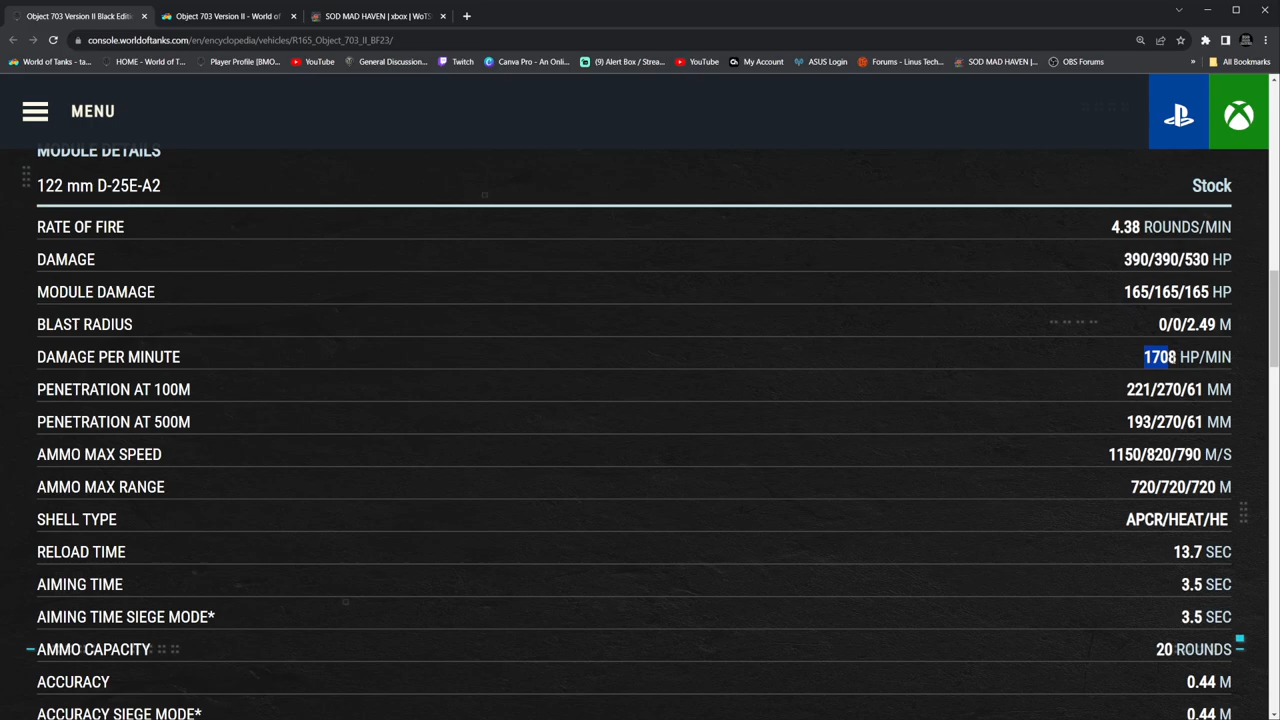 Object 703 Version II Black Editi
Object 703 Version II - World of
SOD MAD HAVEN | xbox | WoTS
console.worldoftanks.com/en/encyclopedia/vehicles/R165_Object_703_II_BF23/
World of Tanks - ta...
HOME - World of T...
Player Profile [BMO...
YouTube
General Discussion...
Twitch
Canva Pro - An Onli...
(9) Alert Box / Strea...
YouTube
My Account
ASUS Login
Forums - Linus Tech...
SOD MAD HAVEN |...
OBS Forums
»
All Bookmarks
MENU
MODULE DETAILS
122 mm D-25E-A2 Stock
RATE OF FIRE 4.38 ROUNDS/MIN
DAMAGE 390/390/530 HP
MODULE DAMAGE 165/165/165 HP
BLAST RADIUS 0/0/2.49 M
DAMAGE PER MINUTE 1708 HP/MIN
PENETRATION AT 100M 221/270/61 MM
PENETRATION AT 500M 193/270/61 MM
AMMO MAX SPEED 1150/820/790 M/S
AMMO MAX RANGE 720/720/720 M
SHELL TYPE APCR/HEAT/HE
RELOAD TIME 13.7 SEC
AIMING TIME 3.5 SEC
AIMING TIME SIEGE MODE* 3.5 SEC
AMMO CAPACITY 20 ROUNDS
ACCURACY 0.44 M
ACCURACY SIEGE MODE* 0.44 M